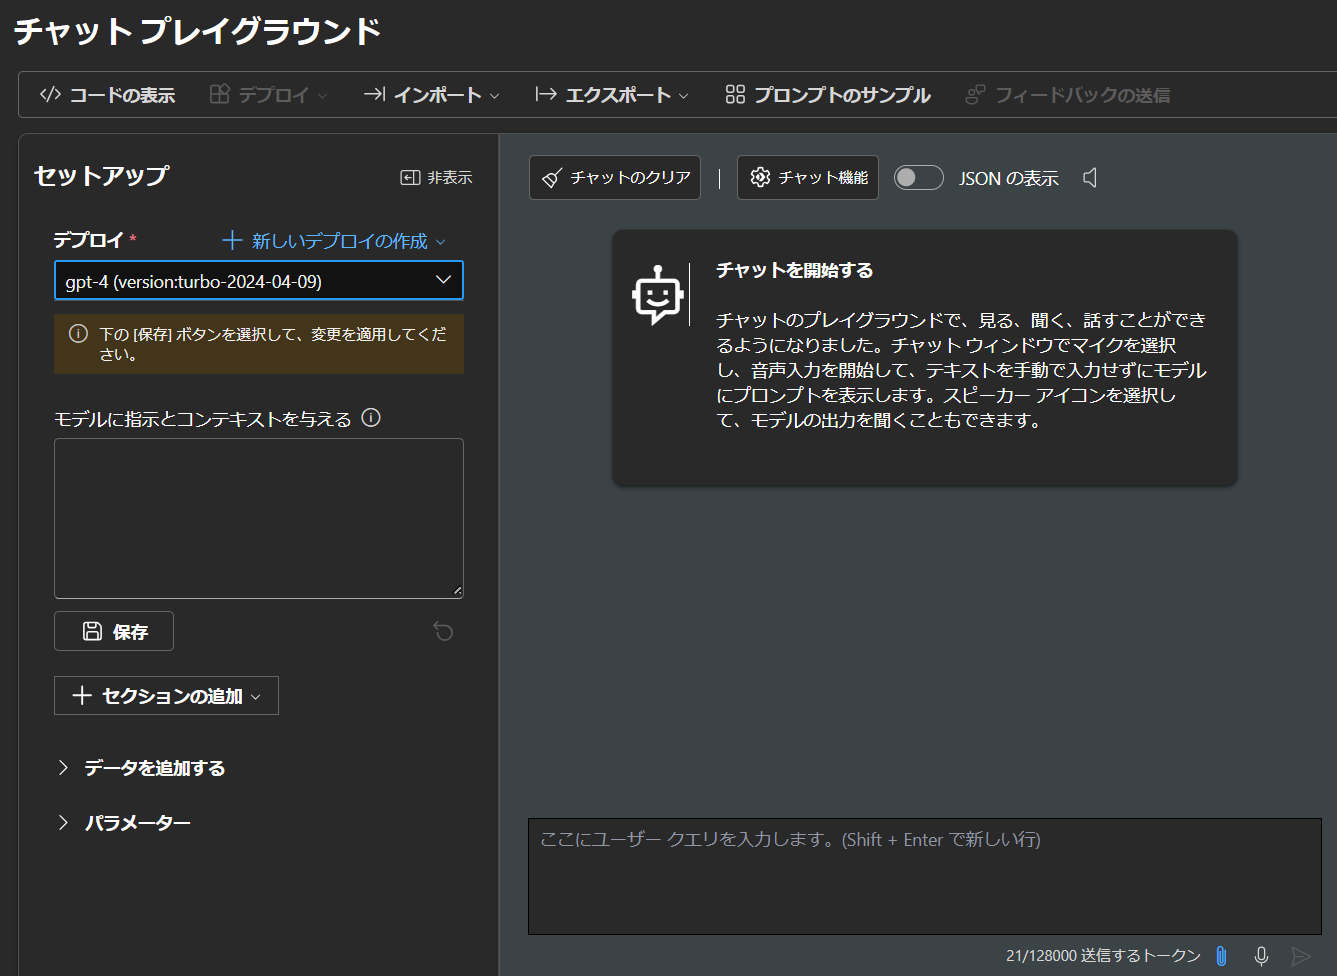 チャット プレイグラウンド
コードの表示 デプロイ インポート エクスポート プロンプトのサンプル フィードバックの送信
セットアップ 非表示
デプロイ * 新しいデプロイの作成
gpt-4 (version:turbo-2024-04-09)
下の [保存] ボタンを選択して、変更を適用してくだ
さい。
モデルに指示とコンテキストを与える
保存
セクションの追加
データを追加する
パラメーター
チャットのクリア | チャット機能 JSON の表示
チャットを開始する
チャットのプレイグラウンドで、見る、聞く、話すことができ
るようになりました。チャット ウィンドウでマイクを選択
し、音声入力を開始して、テキストを手動で入力せずにモデル
にプロンプトを表示します。スピーカー アイコンを選択し
て、モデルの出力を聞くこともできます。
ここにユーザー クエリを入力します。(Shift + Enter で新しい行)
21/128000 送信するトークン